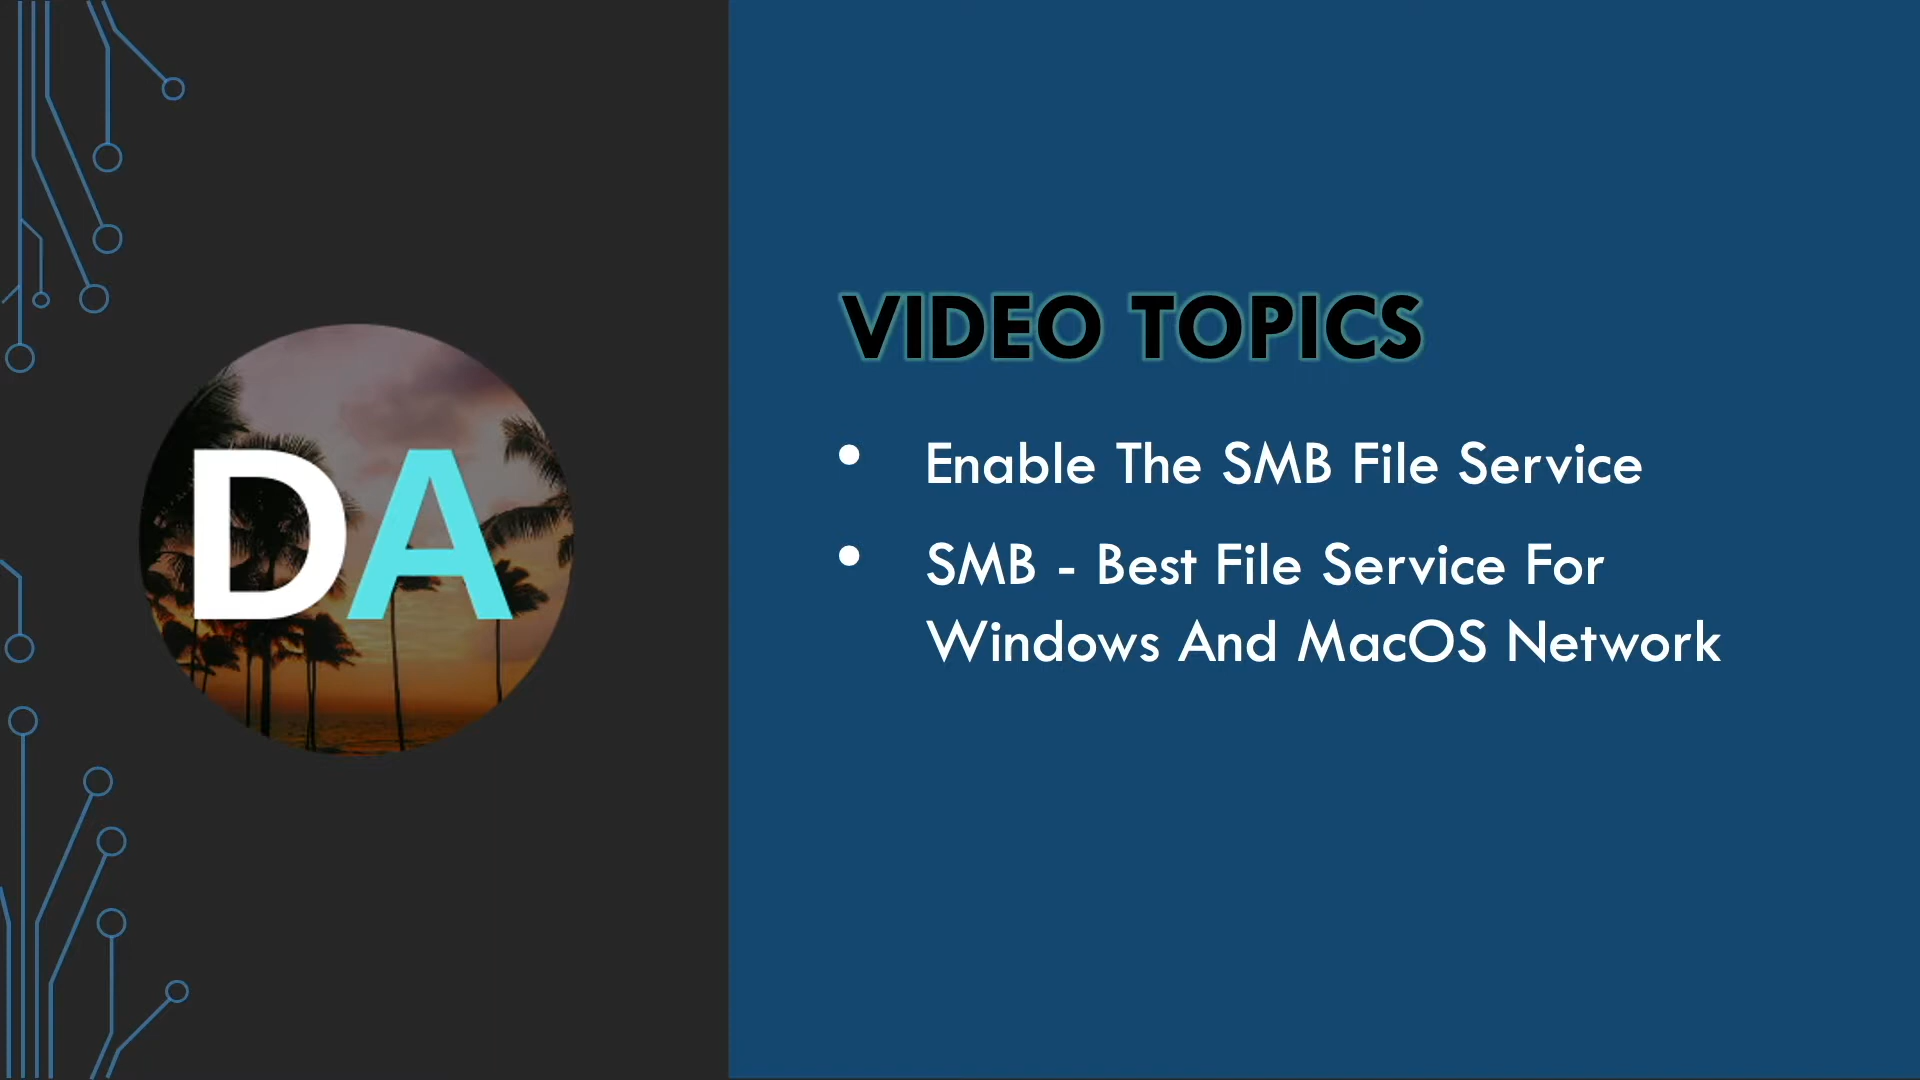 DA
VIDEO TOPICS
• Enable The SMB File Service
• SMB - Best File Service For
Windows And MacOS Network